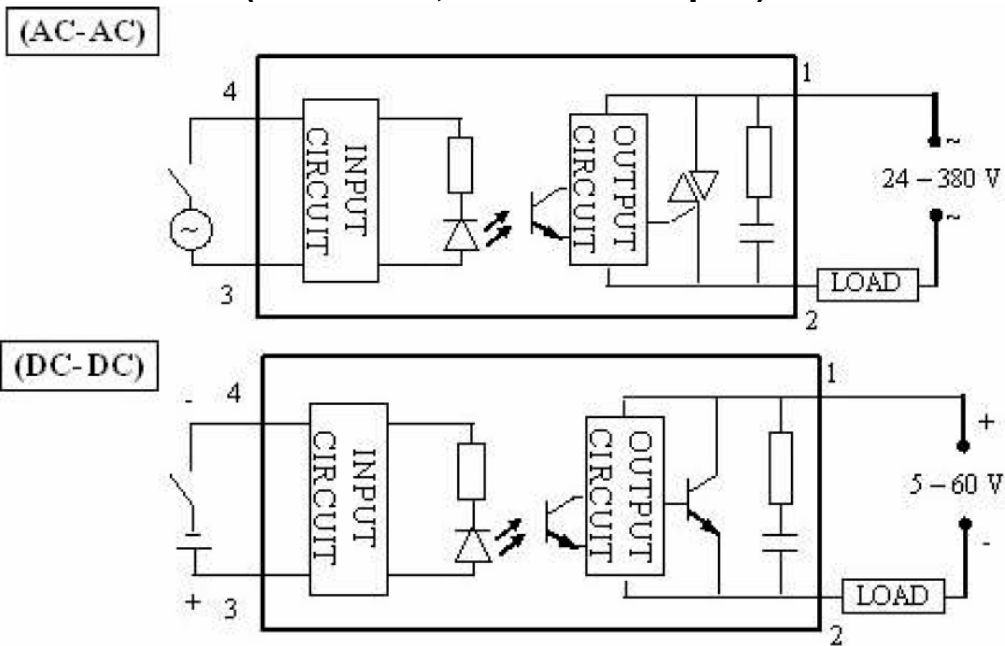 (AC-AC)
4
1
INPUT
CIRCUIT
OUTPUT
CIRCUIT
~
24 – 380 V
~
~
3
LOAD
2
(DC-DC)
- 4
1
INPUT
CIRCUIT
OUTPUT
CIRCUIT
+
5 – 60 V
-
+ 3
LOAD
2